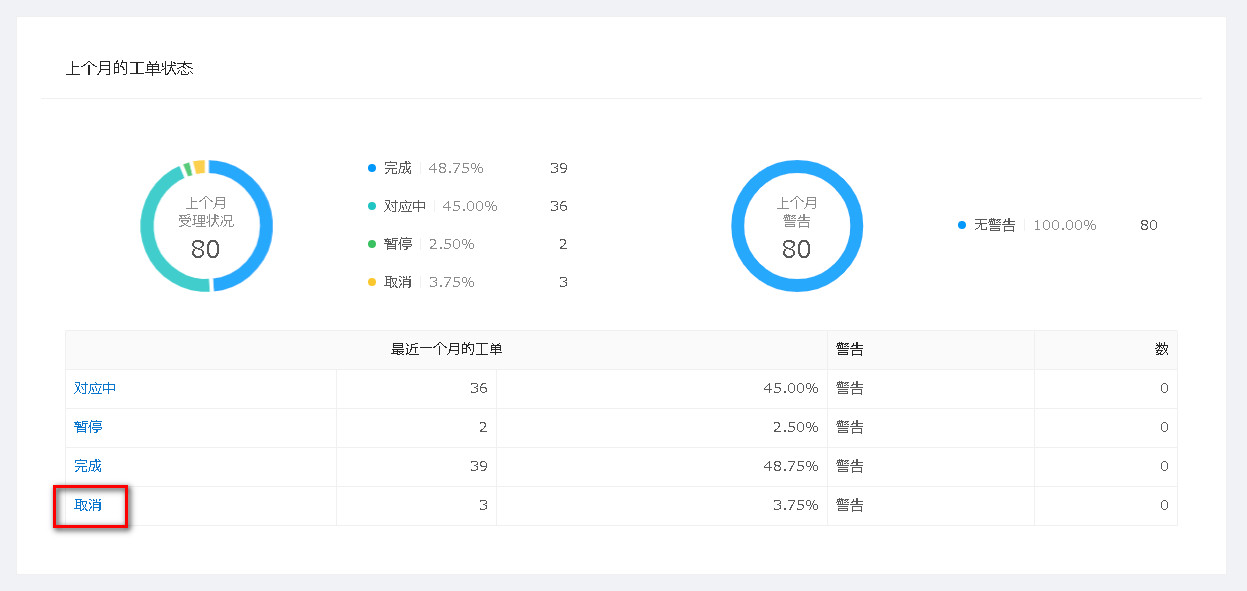 上个月的工单状态
上个月
受理状况
80
完成 48.75% 39
对应中 45.00% 36
暂停 2.50% 2
取消 3.75% 3
上个月
警告
80
无警告 100.00% 80
最近一个月的工单 警告 数
对应中 36 45.00% 警告 0
暂停 2 2.50% 警告 0
完成 39 48.75% 警告 0
取消 3 3.75% 警告 0